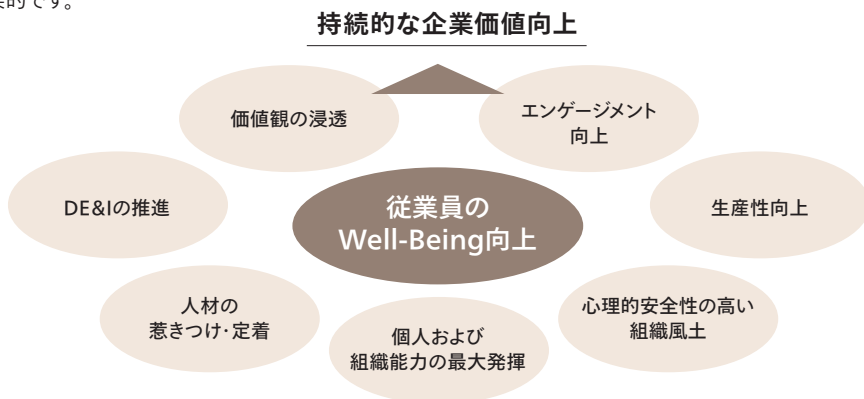 的です。
持続的な企業価値向上
価値観の浸透
エンゲージメント
向上
DE&Iの推進
従業員の
Well-Being向上
生産性向上
人材の
惹きつけ・定着
個人および
組織能力の最大発揮
心理的安全性の高い
組織風土